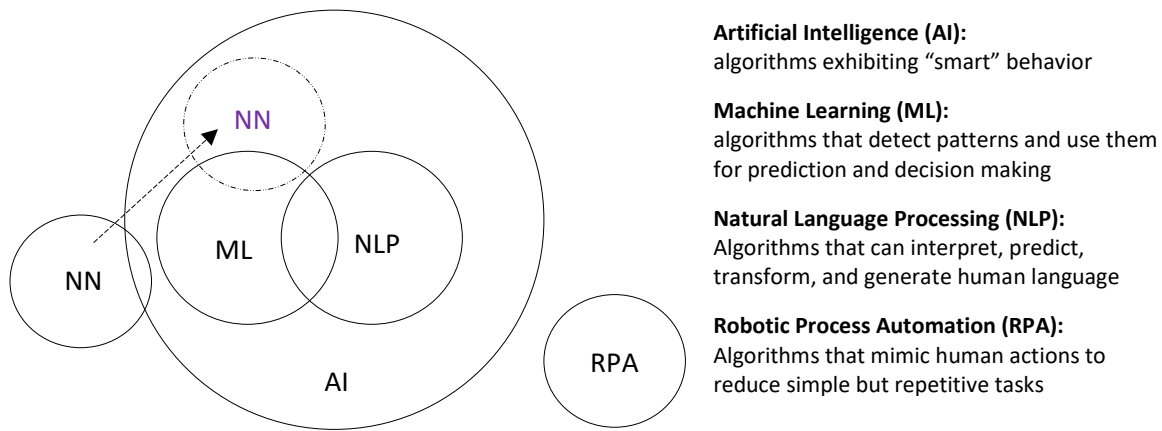 NN
ML
NLP
NN
AI
RPA
Artificial Intelligence (AI):
algorithms exhibiting “smart” behavior
Machine Learning (ML):
algorithms that detect patterns and use them
for prediction and decision making
Natural Language Processing (NLP):
Algorithms that can interpret, predict,
transform, and generate human language
Robotic Process Automation (RPA):
Algorithms that mimic human actions to
reduce simple but repetitive tasks